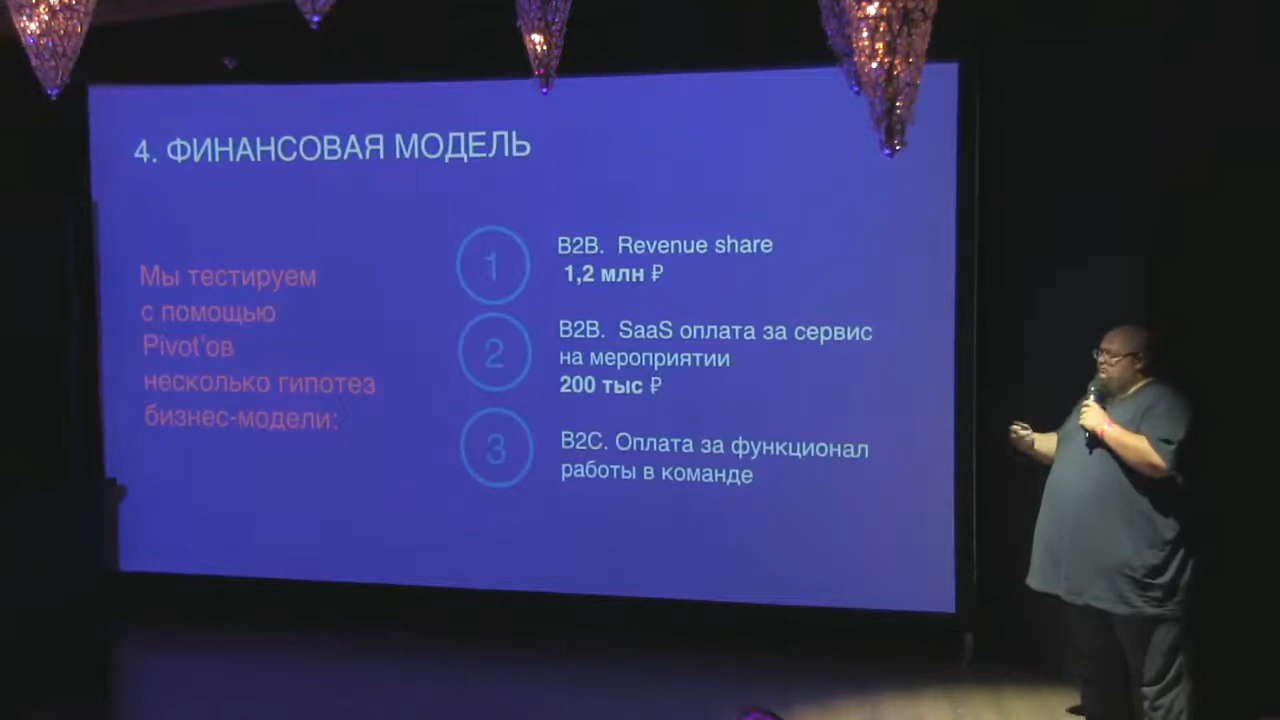 4. ФИНАНСОВАЯ МОДЕЛЬ
Мы тестируем
с помощью
Pivot'ов
несколько гипотез
бизнес-модели:
1
B2B. Revenue share
1,2 млн ₽
2
B2B. SaaS оплата за сервис
на мероприятии
200 тыс ₽
3
B2C. Оплата за функционал
работы в команде